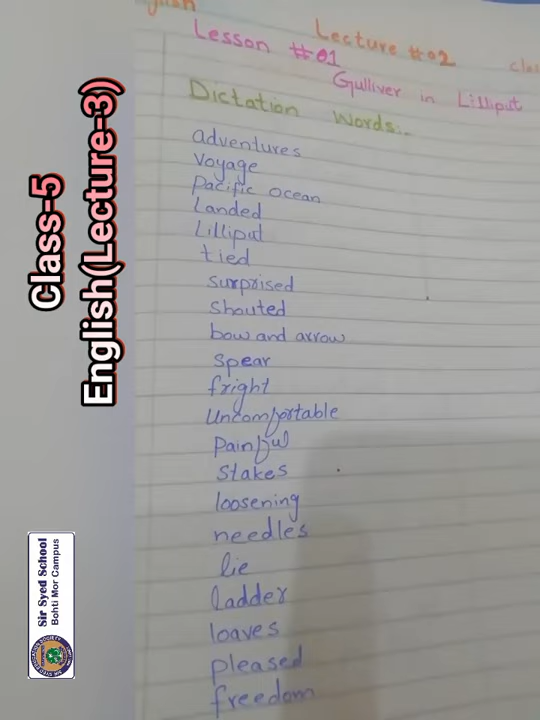 Lecture #02
Lesson #01
Gulliver in Lilliput
Dictation Words:-
adventures
Voyage
Pacific Ocean
Landed
Lilliput
tied
surprised
shouted
bow and arrow
spear
fright
Uncomfortable
Painful
Stakes
loosening
needles
lie
ladder
loaves
pleased
freedom
Class-5
English(Lecture-3)
Sir Syed School
Bohti Mor Campus